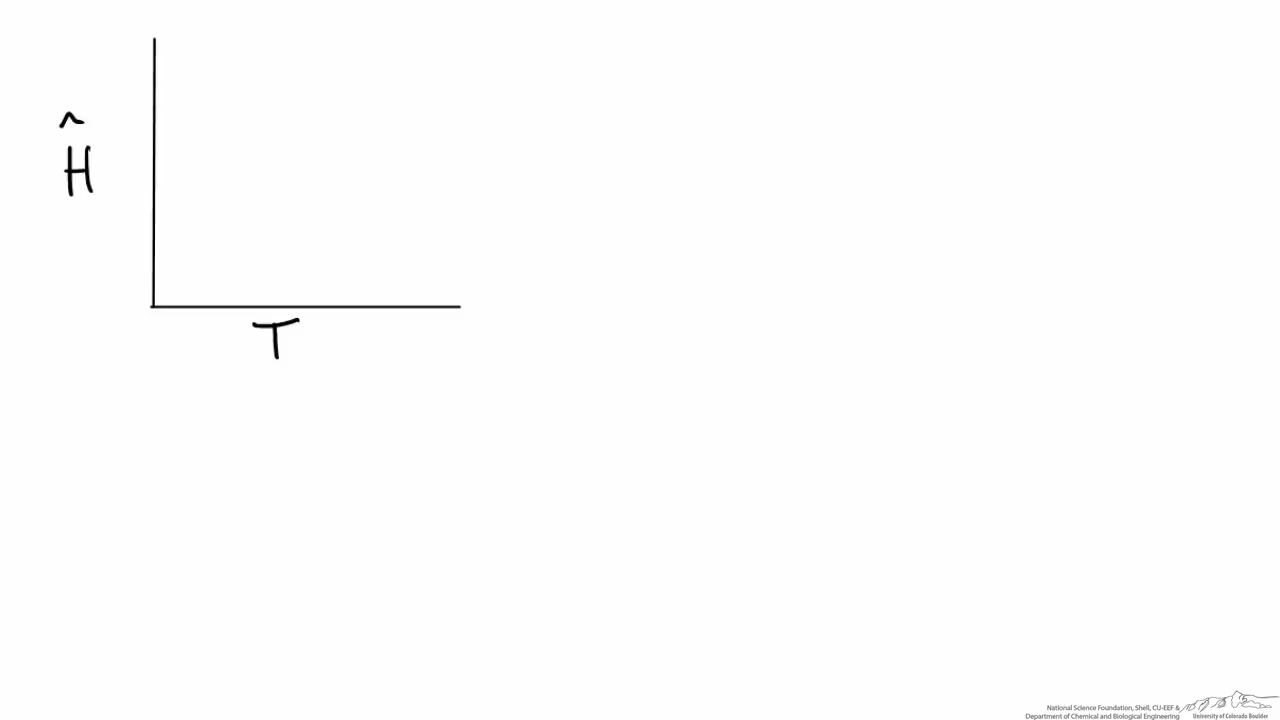 Ĥ
T
National Science Foundation, Shell, CU-EEF &
Department of Chemical and Biological Engineering
University of Colorado Boulder